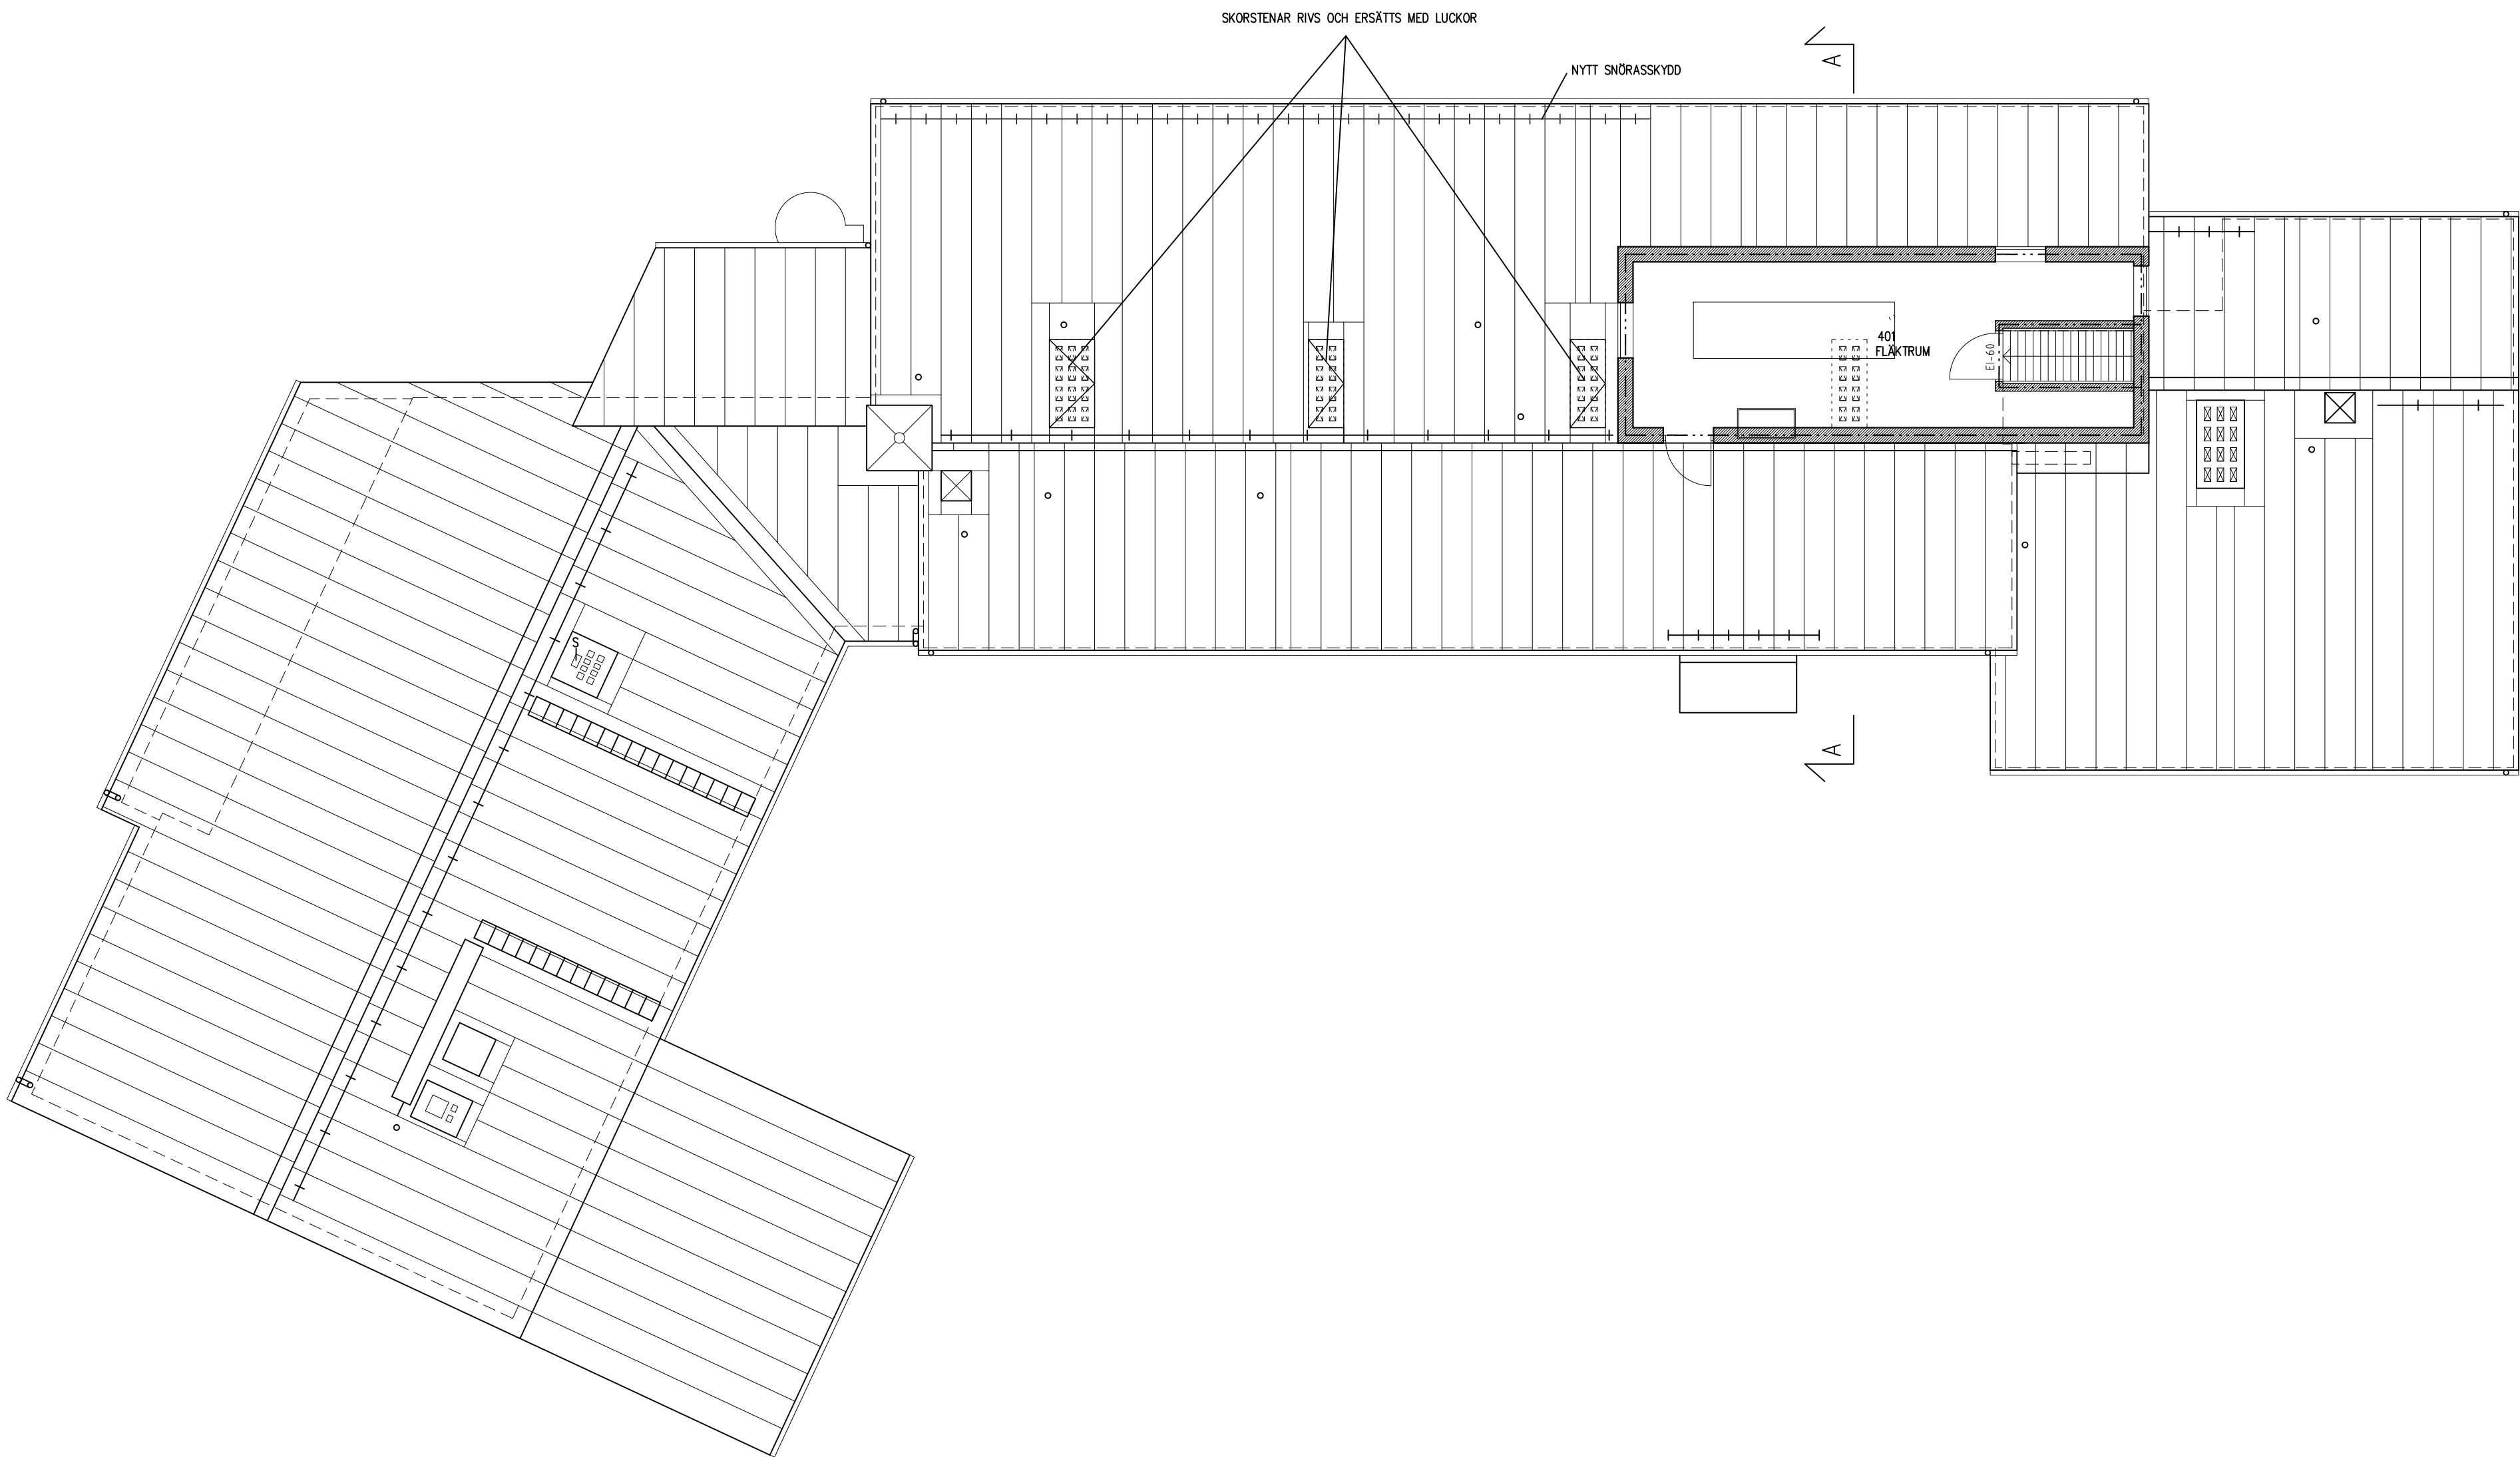 SKORSTENAR RIVS OCH ERSÄTTS MED LUCKOR
NYTT SNÖRASSKYDD
A
401
FLÄKTRUM
EI-60
S
A